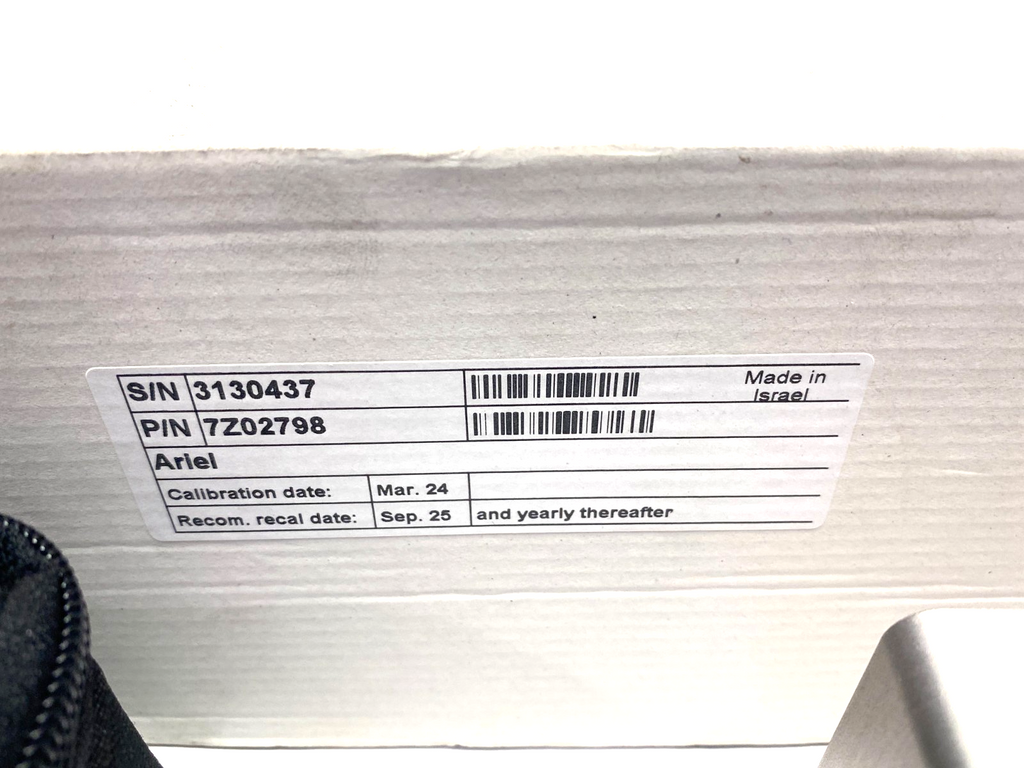 S/N 3130437 Made in Israel
P/N 7Z02798
Ariel
Calibration date: Mar. 24
Recom. recal date: Sep. 25 and yearly thereafter